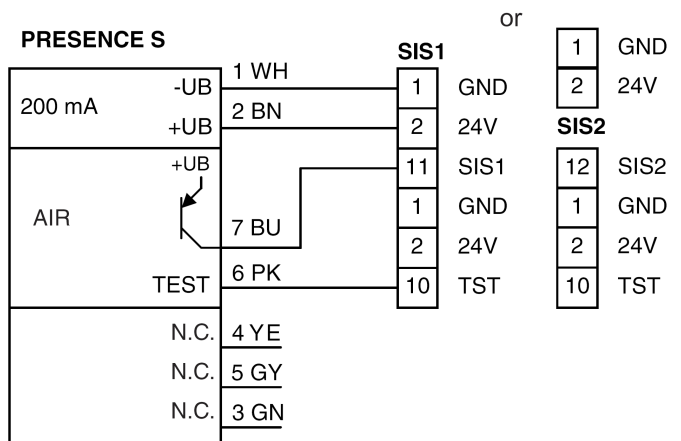 or
PRESENCE S
SIS1
1 GND
1 WH
-UB
1 GND
2 24V
200 mA
2 BN
+UB
2 24V
SIS2
+UB
11 SIS1
12 SIS2
AIR
1 GND
1 GND
7 BU
2 24V
2 24V
6 PK
TEST
10 TST
10 TST
N.C. 4 YE
N.C. 5 GY
N.C. 3 GN